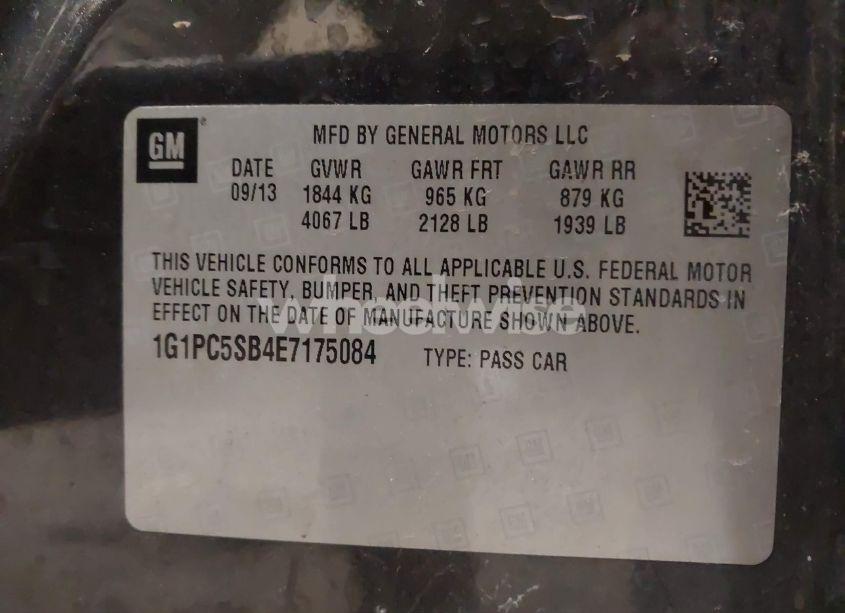 GM
MFD BY GENERAL MOTORS LLC
DATE GVWR GAWR FRT GAWR RR
09/13 1844 KG 965 KG 879 KG
4067 LB 2128 LB 1939 LB
THIS VEHICLE CONFORMS TO ALL APPLICABLE U.S. FEDERAL MOTOR
VEHICLE SAFETY, BUMPER, AND THEFT PREVENTION STANDARDS IN
EFFECT ON THE DATE OF MANUFACTURE SHOWN ABOVE.
wheelwise
1G1PC5SB4E7175084 TYPE: PASS CAR